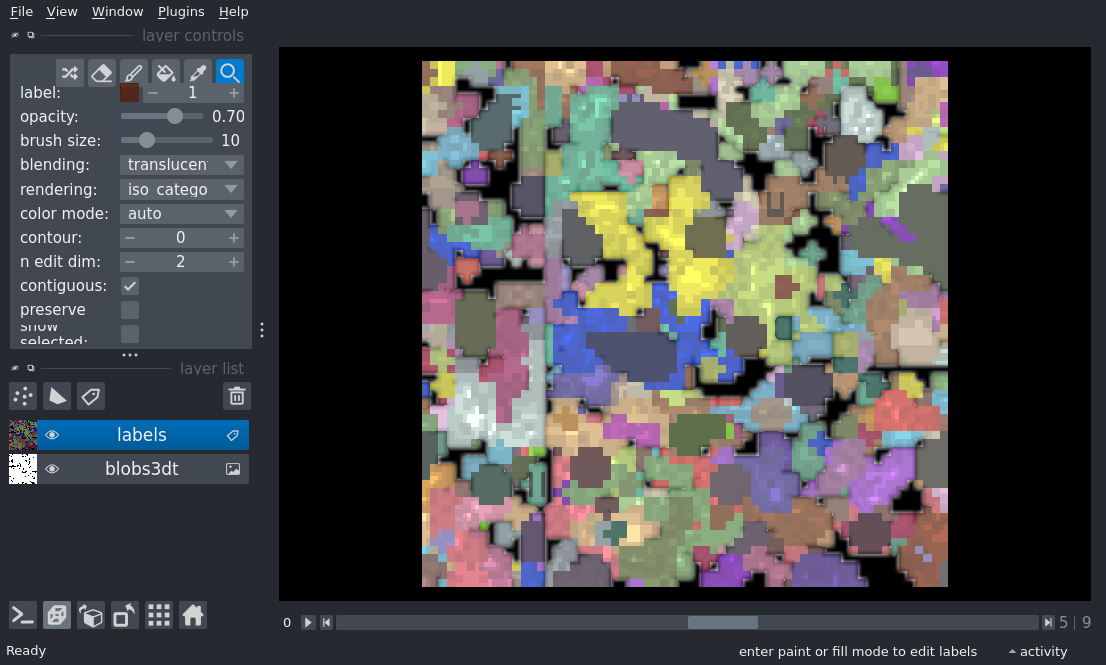 File View Window Plugins Help
layer controls
label: 1
opacity: 0.70
brush size: 10
blending: translucen
rendering: iso catego
color mode: auto
contour: 0
n edit dim: 2
contiguous:
preserve
show
selected:
layer list
labels
blobs3dt
0 5 | 9
Ready enter paint or fill mode to edit labels activity